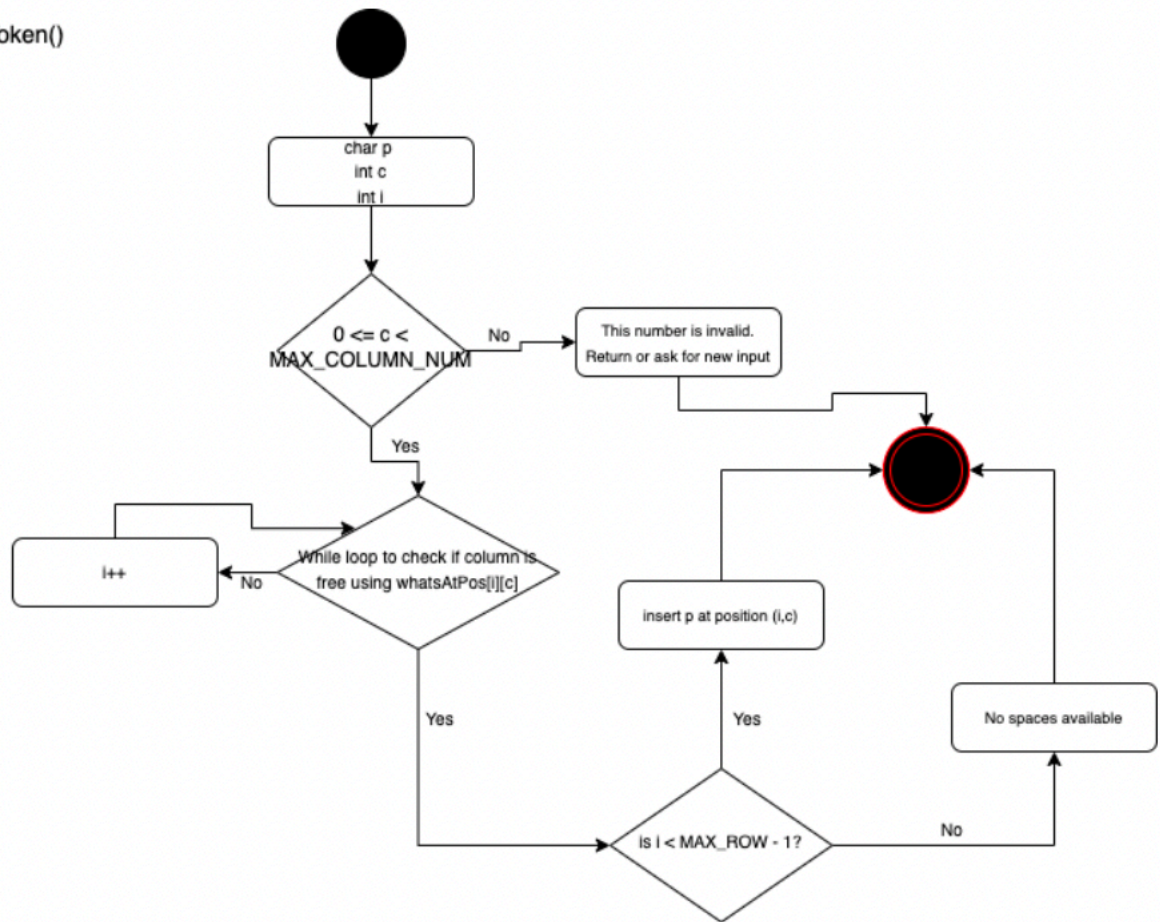 oken()
char p
int c
int i
0 <= c <
MAX_COLUMN_NUM
No
This number is invalid.
Return or ask for new input
Yes
While loop to check if column is
free using whatsAtPos[i][c]
i++
No
insert p at position (i,c)
Yes
Yes
No spaces available
is i < MAX_ROW - 1?
No